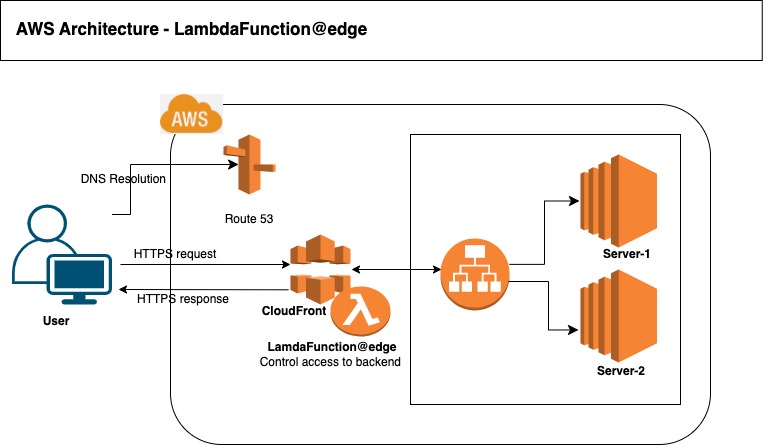 AWS Architecture - LambdaFunction@edge
AWS
DNS Resolution
Route 53
HTTPS request
HTTPS response
User
CloudFront
LamdaFunction@edge
Control access to backend
Server-1
Server-2